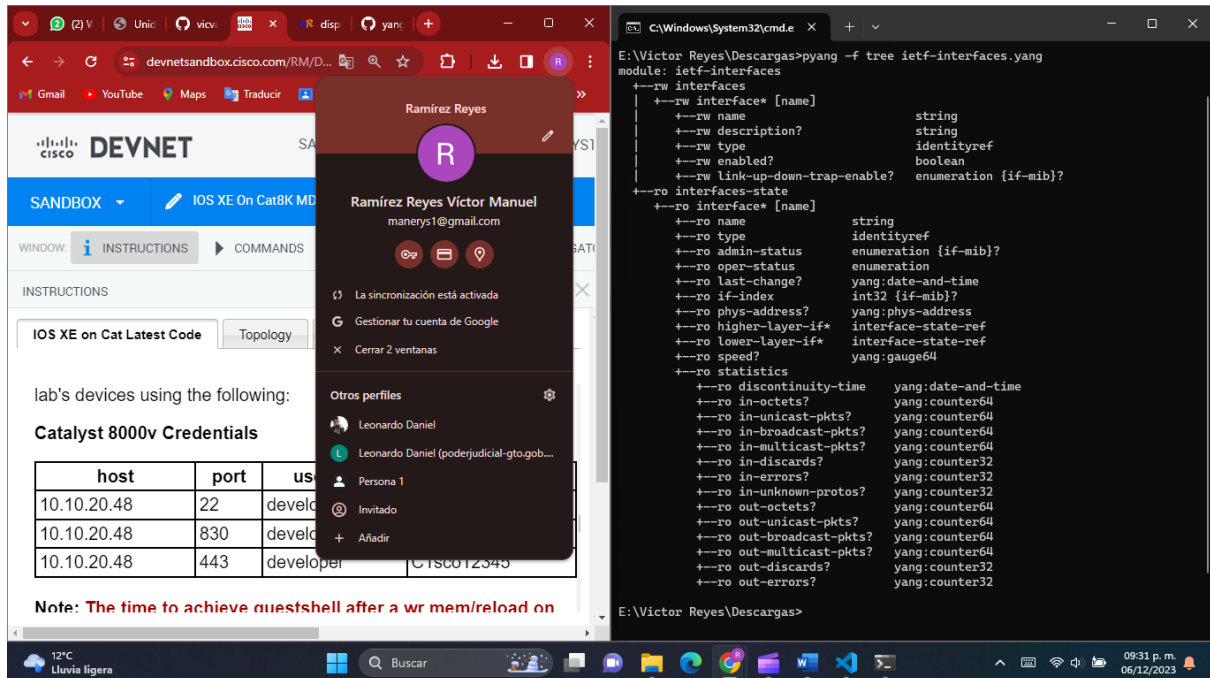 (2) W
Unid
vicva
disp
yang
C:\Windows\System32\cmd.e
devnetsandbox.cisco.com/RM/D...
R
Gmail
YouTube
Maps
Traducir
»
Ramírez Reyes
R
Ramírez Reyes Víctor Manuel
manerys1@gmail.com
La sincronización está activada
G Gestionar tu cuenta de Google
Cerrar 2 ventanas
Otros perfiles
Leonardo Daniel
L Leonardo Daniel (poderjudicial-gto.gob....
Persona 1
Invitado
+ Añadir
cisco DEVNET
SA
YS1
SANDBOX
IOS XE On Cat8K MD
WINDOW: i INSTRUCTIONS
COMMANDS
GATO
INSTRUCTIONS
IOS XE on Cat Latest Code
Topology
lab's devices using the following:
Catalyst 8000v Credentials
host port us
10.10.20.48 22 develo
10.10.20.48 830 develo
10.10.20.48 443 developer C1sco12345
Note: The time to achieve guestshell after a wr mem/reload on
E:\Victor Reyes\Descargas>pyang -f tree ietf-interfaces.yang
module: ietf-interfaces
+--rw interfaces
| +--rw interface* [name]
| +--rw name string
| +--rw description? string
| +--rw type identityref
| +--rw enabled? boolean
| +--rw link-up-down-trap-enable? enumeration {if-mib}?
+--ro interfaces-state
+--ro interface* [name]
+--ro name string
+--ro type identityref
+--ro admin-status enumeration {if-mib}?
+--ro oper-status enumeration
+--ro last-change? yang:date-and-time
+--ro if-index int32 {if-mib}?
+--ro phys-address? yang:phys-address
+--ro higher-layer-if* interface-state-ref
+--ro lower-layer-if* interface-state-ref
+--ro speed? yang:gauge64
+--ro statistics
+--ro discontinuity-time yang:date-and-time
+--ro in-octets? yang:counter64
+--ro in-unicast-pkts? yang:counter64
+--ro in-broadcast-pkts? yang:counter64
+--ro in-multicast-pkts? yang:counter64
+--ro in-discards? yang:counter32
+--ro in-errors? yang:counter32
+--ro in-unknown-protos? yang:counter32
+--ro out-octets? yang:counter64
+--ro out-unicast-pkts? yang:counter64
+--ro out-broadcast-pkts? yang:counter64
+--ro out-multicast-pkts? yang:counter64
+--ro out-discards? yang:counter32
+--ro out-errors? yang:counter32
E:\Victor Reyes\Descargas>
12°C
Lluvia ligera
Buscar
09:31 p. m.
06/12/2023